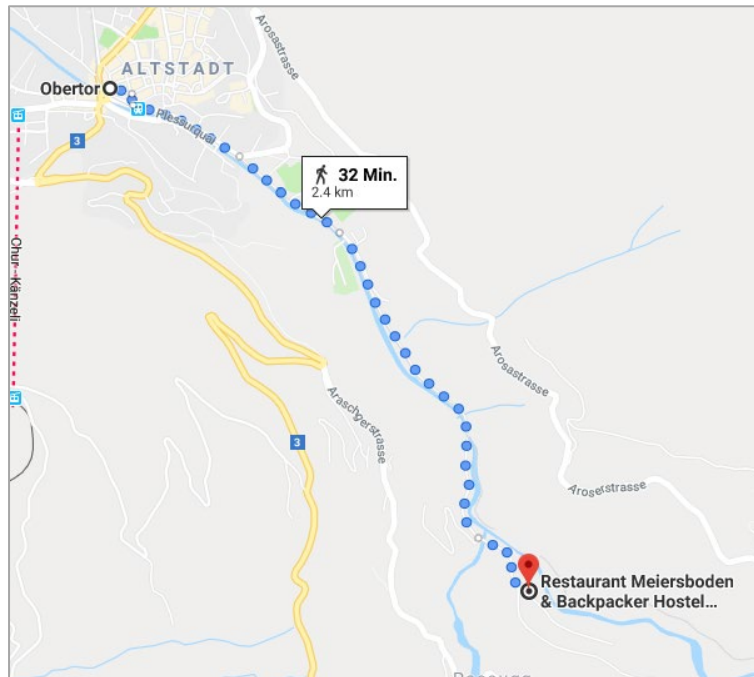 Arosastrasse
ALTSTADT
Obertor
Plessurquai
3
32 Min.
2.4 km
Chur - Känzeli
Arosastrasse
Araschgerstrasse
3
Aroserstrasse
Restaurant Meiersboden
& Backpacker Hostel...